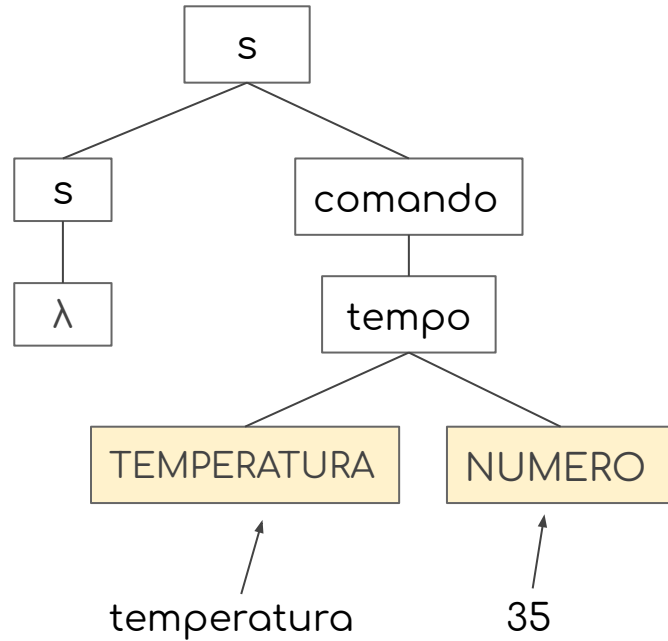 s
s
comando
λ
tempo
TEMPERATURA
NUMERO
temperatura
35